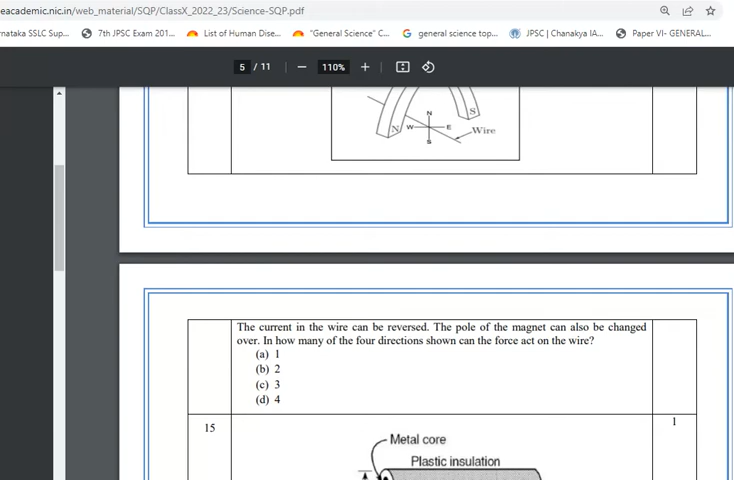 eacademic.nic.in/web_material/SQP/ClassX_2022_23/Science-SQP.pdf
rnataka SSLC Sup... 7th JPSC Exam 201... List of Human Dise... "General Science" C... general science top... JPSC | Chanakya IA... Paper VI- GENERAL...
5 / 11 | — 110% +
N
S
N
W
E
S
Wire
The current in the wire can be reversed. The pole of the magnet can also be changed
over. In how many of the four directions shown can the force act on the wire?
(a) 1
(b) 2
(c) 3
(d) 4
15
1
Metal core
Plastic insulation